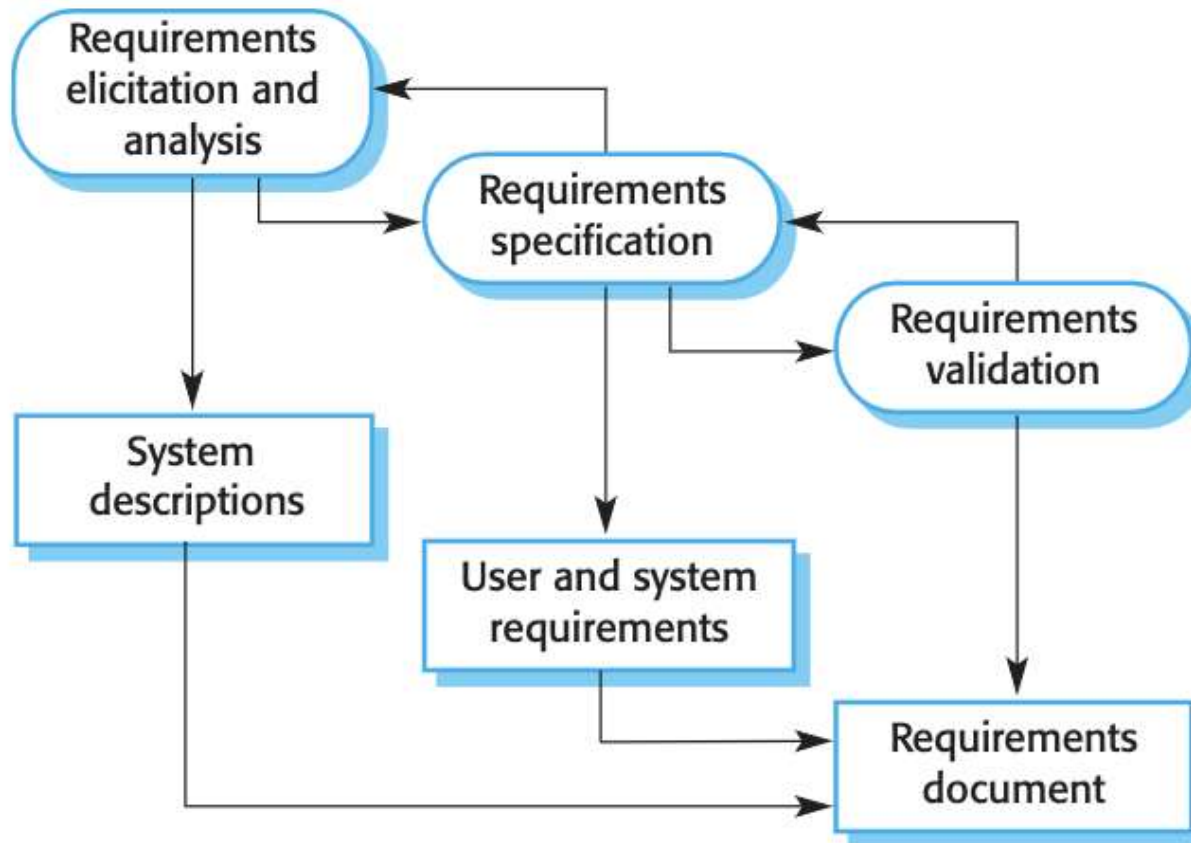 Requirements
elicitation and
analysis
Requirements
specification
Requirements
validation
System
descriptions
User and system
requirements
Requirements
document